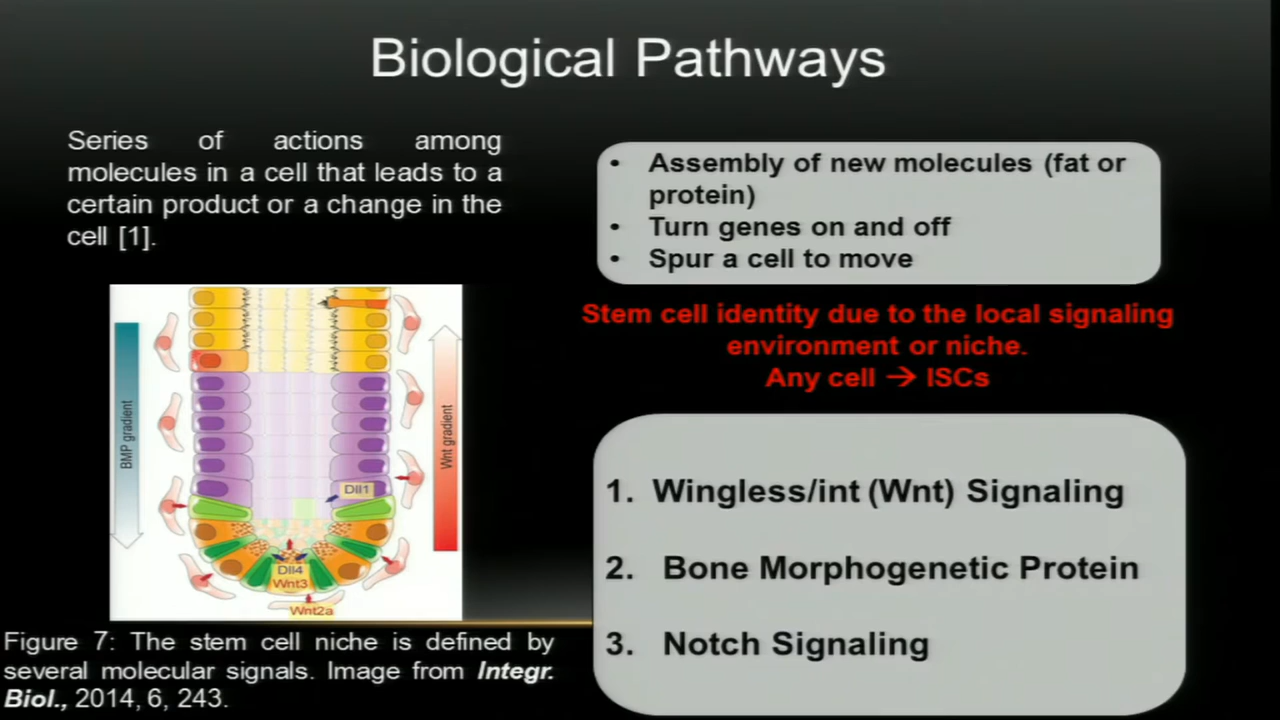 Biological Pathways
Series of actions among
molecules in a cell that leads to a
certain product or a change in the
cell [1].
• Assembly of new molecules (fat or
protein)
• Turn genes on and off
• Spur a cell to move
Stem cell identity due to the local signaling
environment or niche.
Any cell → ISCs
BMP gradient
Wnt gradient
Dll1
Dll4
Wnt3
Wnt2a
1. Wingless/int (Wnt) Signaling
2. Bone Morphogenetic Protein
3. Notch Signaling
Figure 7: The stem cell niche is defined by
several molecular signals. Image from Integr.
Biol., 2014, 6, 243.